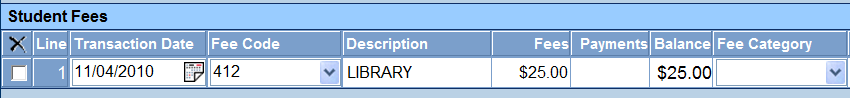 Student Fees
X Line Transaction Date Fee Code Description Fees Payments Balance Fee Category
1 11/04/2010 412 LIBRARY $25.00 $25.00